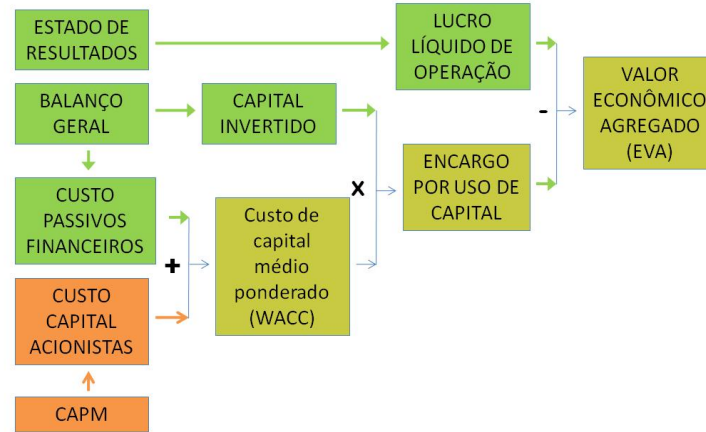 ESTADO DE
RESULTADOS
LUCRO
LÍQUIDO DE
OPERAÇÃO
BALANÇO
GERAL
CAPITAL
INVERTIDO
-
VALOR
ECONÔMICO
AGREGADO
(EVA)
CUSTO
PASSIVOS
FINANCEIROS
+
Custo de
capital
médio
ponderado
(WACC)
x
ENCARGO
POR USO DE
CAPITAL
CUSTO
CAPITAL
ACIONISTAS
CAPM